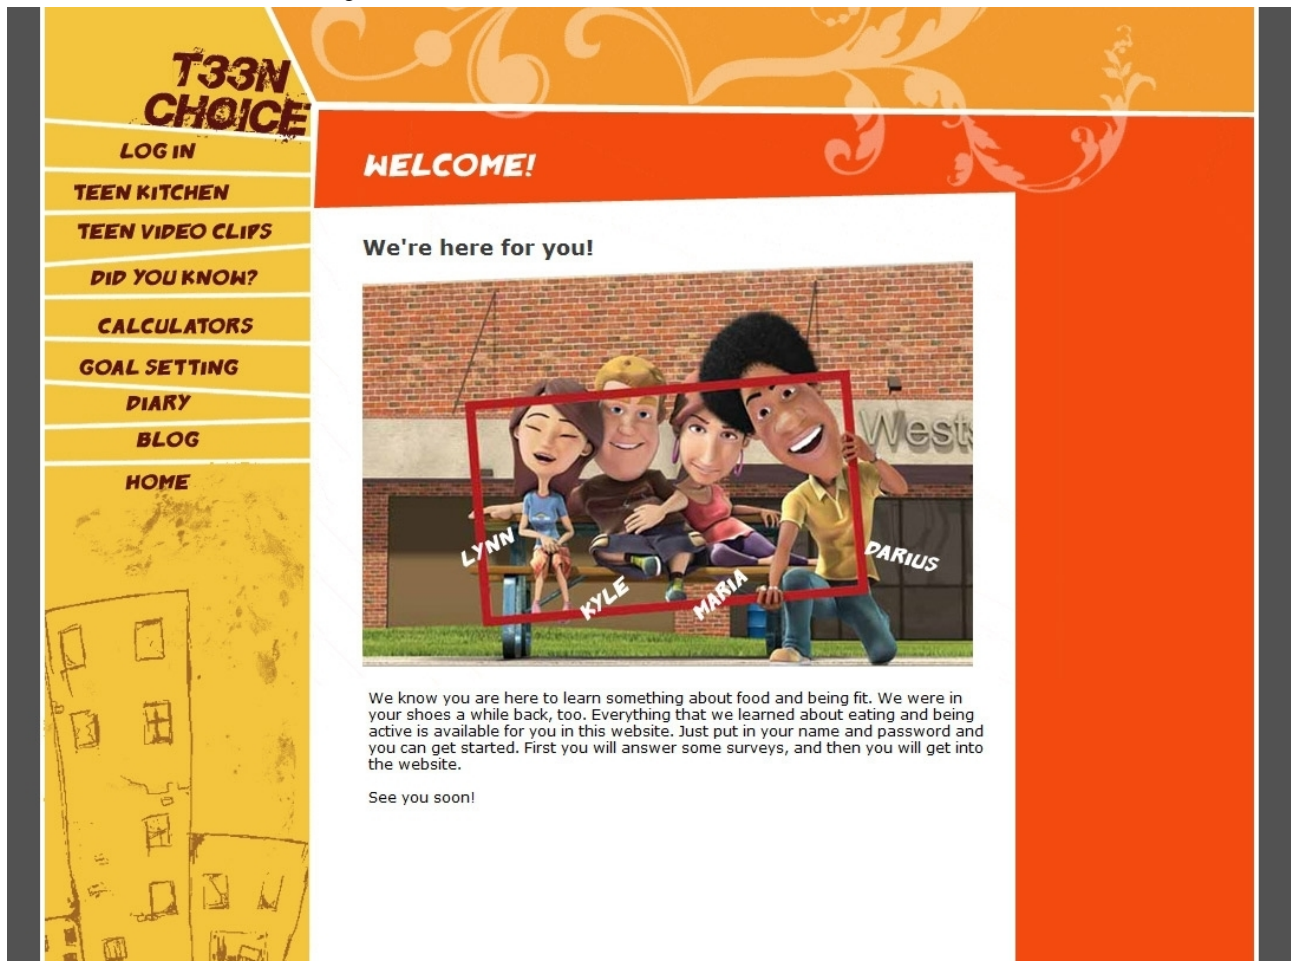 T33N
CHOICE
LOG IN
TEEN KITCHEN
TEEN VIDEO CLIPS
DID YOU KNOW?
CALCULATORS
GOAL SETTING
DIARY
BLOG
HOME
WELCOME!
We're here for you!
Wests
LYNN
KYLE
MARIA
DARIUS
We know you are here to learn something about food and being fit. We were in
your shoes a while back, too. Everything that we learned about eating and being
active is available for you in this website. Just put in your name and password and
you can get started. First you will answer some surveys, and then you will get into
the website.
See you soon!